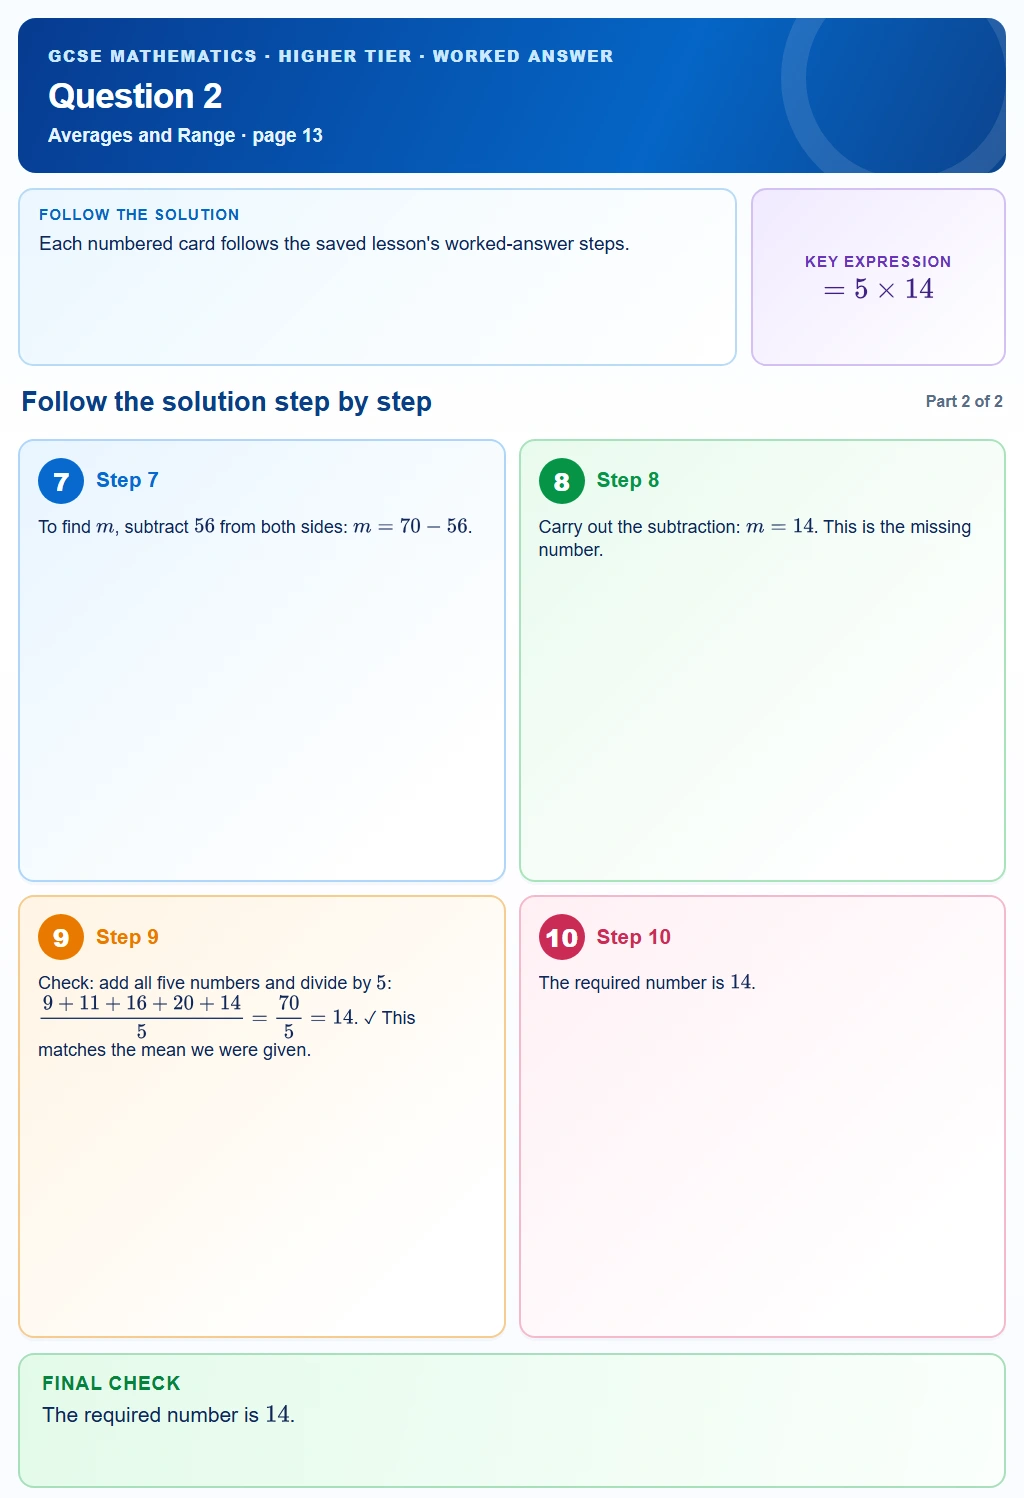 GCSE MATHEMATICS · HIGHER TIER · WORKED ANSWER
Question 2
Averages and Range · page 13
FOLLOW THE SOLUTION
Each numbered card follows the saved lesson's worked-answer steps.
KEY EXPRESSION
= 5 × 14
Follow the solution step by step
Part 2 of 2
7 Step 7
To find m, subtract 56 from both sides: m = 70 − 56.
8 Step 8
Carry out the subtraction: m = 14. This is the missing
number.
9 Step 9
Check: add all five numbers and divide by 5:
\frac{9 + 11 + 16 + 20 + 14}{5} = \frac{70}{5} = 14. ✓ This
matches the mean we were given.
10 Step 10
The required number is 14.
FINAL CHECK
The required number is 14.